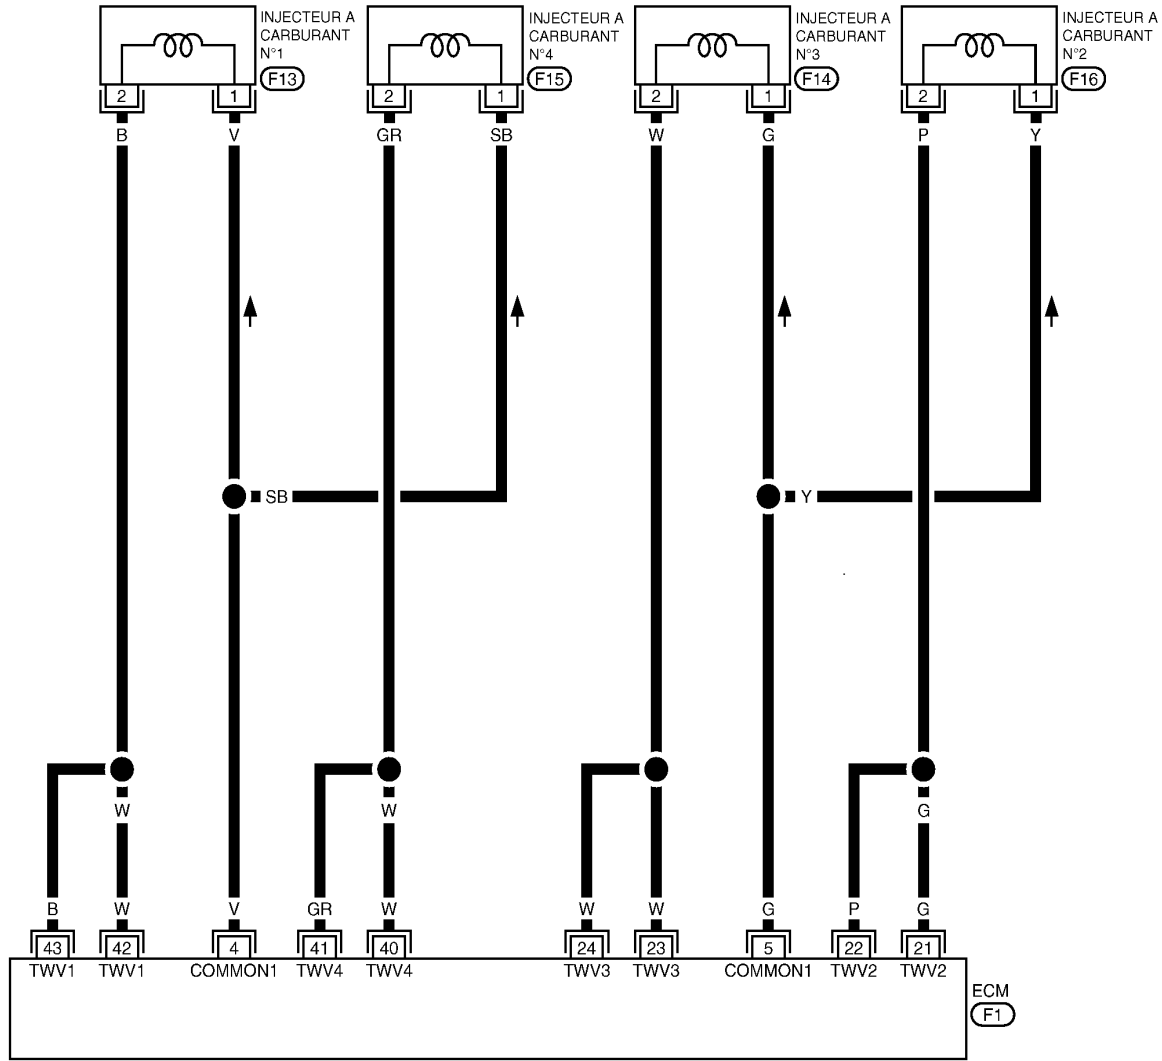 INJECTEUR A
CARBURANT
N°1
F13
INJECTEUR A
CARBURANT
N°4
F15
INJECTEUR A
CARBURANT
N°3
F14
INJECTEUR A
CARBURANT
N°2
F16
2 1 2 1 2 1 2 1
B V GR SB W G P Y
SB Y
W W G
B W V GR W W W G P G
43 42 4 41 40 24 23 5 22 21
TWV1 TWV1 COMMON1 TWV4 TWV4 TWV3 TWV3 COMMON1 TWV2 TWV2
ECM
F1